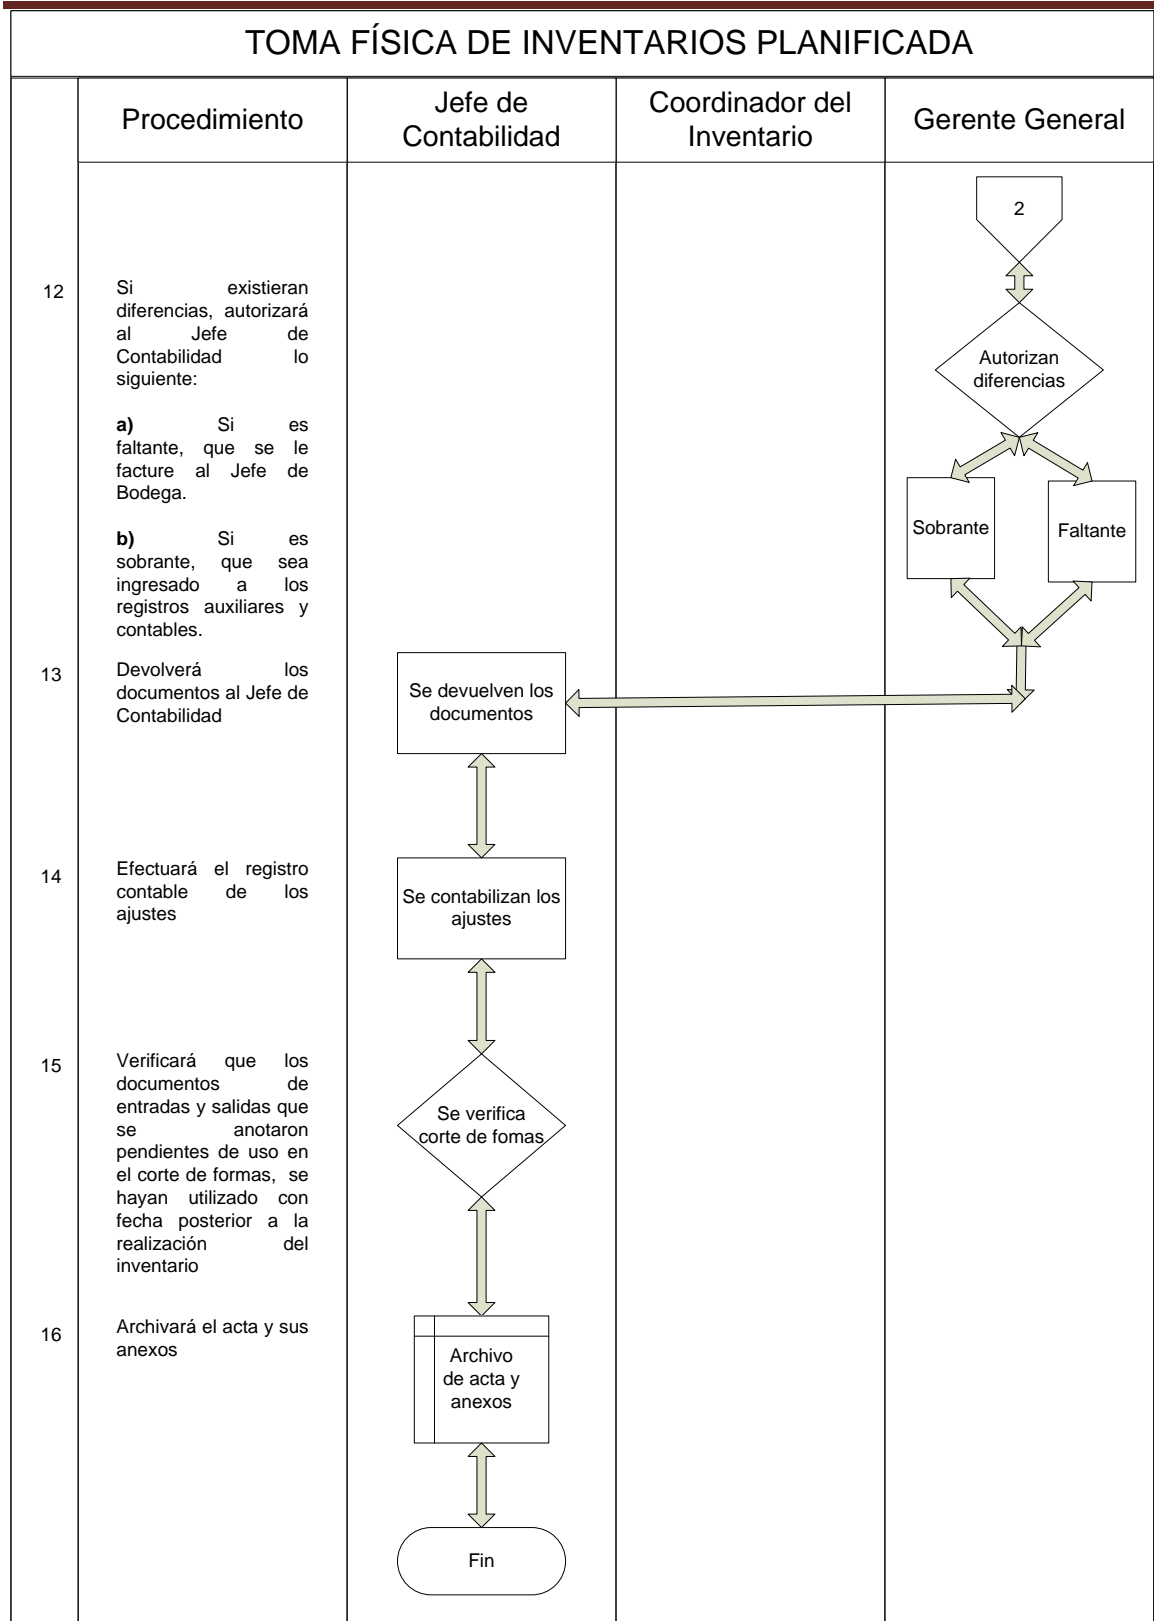 TOMA FÍSICA DE INVENTARIOS PLANIFICADA
Procedimiento
Jefe de
Contabilidad
Coordinador del
Inventario
Gerente General
2
12
Si existieran
diferencias, autorizará
al Jefe de
Contabilidad lo
siguiente:
a) Si es
faltante, que se le
facture al Jefe de
Bodega.
b) Si es
sobrante, que sea
ingresado a los
registros auxiliares y
contables.
Autorizan
diferencias
Sobrante
Faltante
13
Devolverá los
documentos al Jefe de
Contabilidad
Se devuelven los
documentos
14
Efectuará el registro
contable de los
ajustes
Se contabilizan los
ajustes
15
Verificará que los
documentos de
entradas y salidas que
se anotaron
pendientes de uso en
el corte de formas, se
hayan utilizado con
fecha posterior a la
realización del
inventario
Se verifica
corte de fomas
16
Archivará el acta y sus
anexos
Archivo
de acta y
anexos
Fin